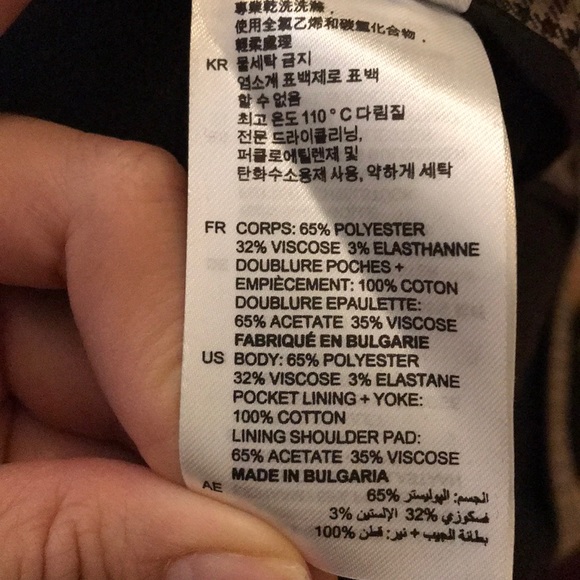 專業乾洗洗滌﹐
使用全氯乙烯和碳氫化合物﹐
輕柔處理
KR 물세탁 금지
염소계 표백제로 표백
할 수 없음
최고 온도 110 ° C 다림질
전문 드라이클리닝,
퍼클로에틸렌제 및
탄화수소용제 사용, 약하게 세탁
FR CORPS: 65% POLYESTER
32% VISCOSE 3% ELASTHANNE
DOUBLURE POCHES +
EMPIÈCEMENT: 100% COTON
DOUBLURE EPAULETTE:
65% ACETATE 35% VISCOSE
FABRIQUÉ EN BULGARIE
US BODY: 65% POLYESTER
32% VISCOSE 3% ELASTANE
POCKET LINING + YOKE:
100% COTTON
LINING SHOULDER PAD:
65% ACETATE 35% VISCOSE
MADE IN BULGARIA
AE الجسم: الهوليستر 65%
فسكوزي 32% الالستين 3%
بطانة الجيب + نير: قطن 100%